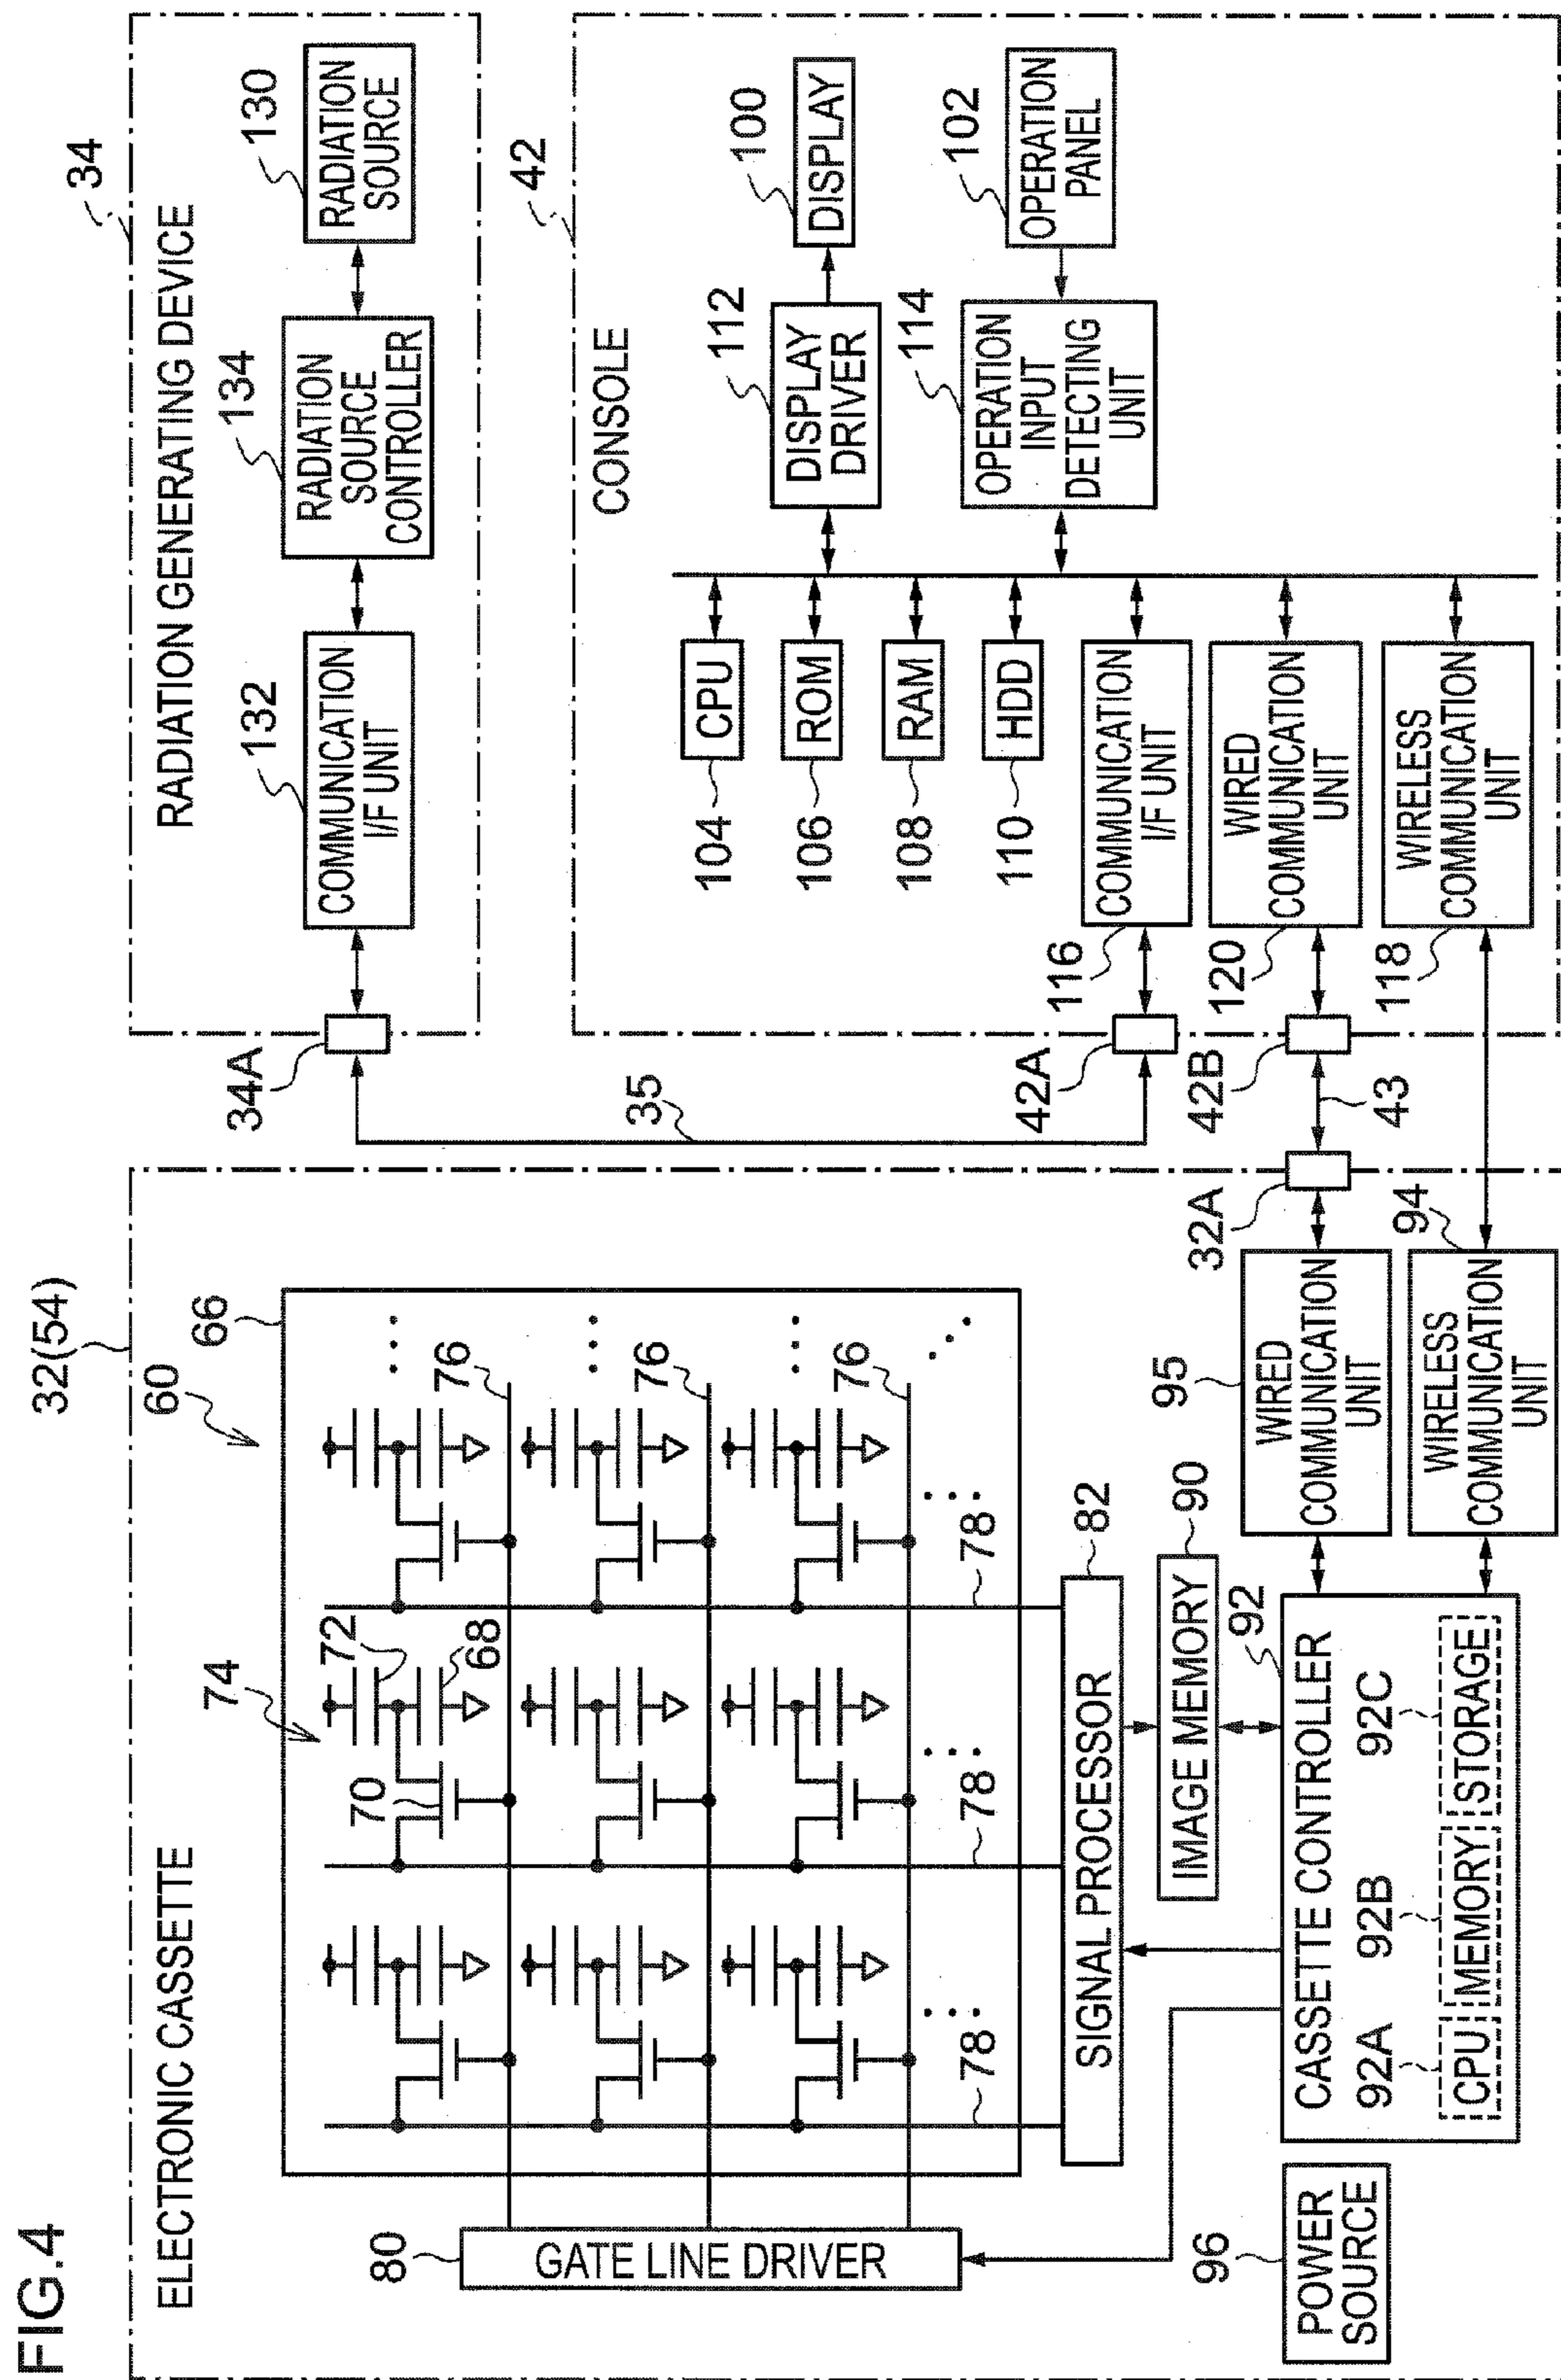 FIG.4
32(54)
ELECTRONIC CASSETTE
60
66
74
72
68
70
76
76
76
78
78
78
80
GATE LINE DRIVER
SIGNAL PROCESSOR
82
IMAGE MEMORY
90
92
CASSETTE CONTROLLER
92A
92B
92C
CPU
MEMORY
STORAGE
96
POWER
SOURCE
95
WIRED
COMMUNICATION
UNIT
94
WIRELESS
COMMUNICATION
UNIT
32A
43
42B
42A
35
34A
34
RADIATION GENERATING DEVICE
132
COMMUNICATION
I/F UNIT
134
RADIATION
SOURCE
CONTROLLER
130
RADIATION
SOURCE
42
CONSOLE
104
CPU
106
ROM
108
RAM
110
HDD
116
COMMUNICATION
I/F UNIT
120
WIRED
COMMUNICATION
UNIT
118
WIRELESS
COMMUNICATION
UNIT
112
DISPLAY
DRIVER
100
DISPLAY
114
OPERATION
INPUT
DETECTING
UNIT
102
OPERATION
PANEL